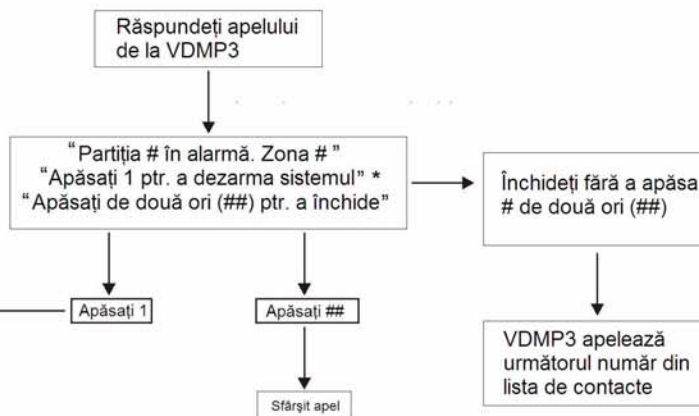 Răspundeți apelului
de la VDMP3
“Partiția # în alarmă. Zona #”
“Apăsați 1 ptr. a dezarma sistemul” *
“Apăsați de două ori (##) ptr. a închide”
Închideți fără a apăsa
# de două ori (##)
Apăsați 1
Apăsați ##
VDMP3 apelează
următorul număr din
lista de contacte
Sfârșit apel